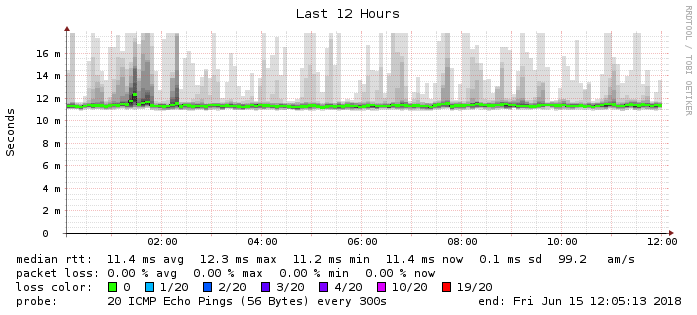 Last 12 Hours
RRDTOOL / TOBI OETIKER
Seconds
16 m
14 m
12 m
10 m
8 m
6 m
4 m
2 m
0
02:00 04:00 06:00 08:00 10:00 12:00
median rtt: 11.4 ms avg 12.3 ms max 11.2 ms min 11.4 ms now 0.1 ms sd 99.2 am/s
packet loss: 0.00 % avg 0.00 % max 0.00 % min 0.00 % now
loss color: 0 1/20 2/20 3/20 4/20 10/20 19/20
probe: 20 ICMP Echo Pings (56 Bytes) every 300s end: Fri Jun 15 12:05:13 2018